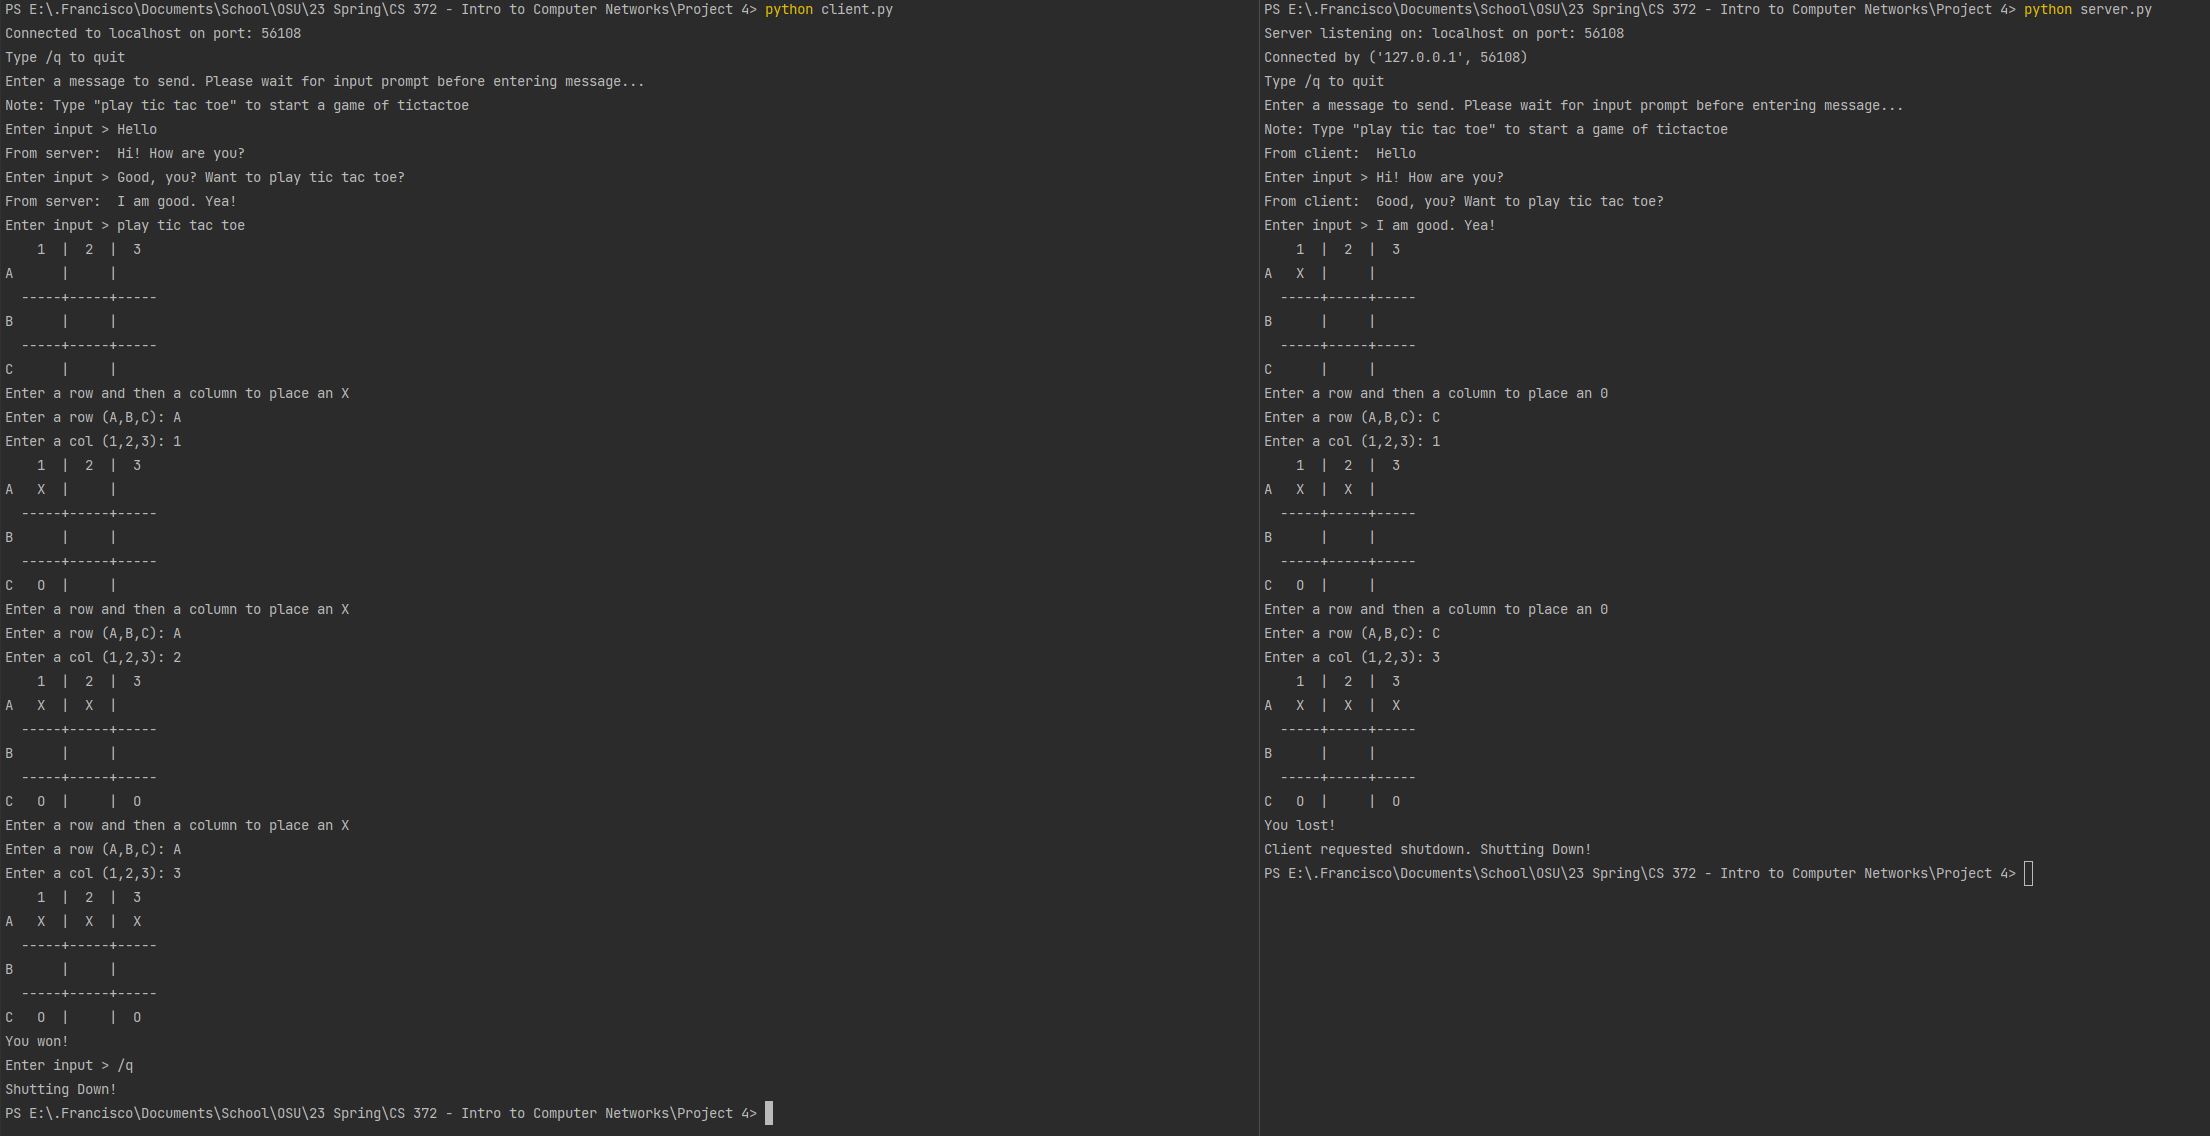 PS E:\.Francisco\Documents\School\OSU\23 Spring\CS 372 - Intro to Computer Networks\Project 4> python client.py
Connected to localhost on port: 56108
Type /q to quit
Enter a message to send. Please wait for input prompt before entering message...
Note: Type "play tic tac toe" to start a game of tictactoe
Enter input > Hello
From server:  Hi! How are you?
Enter input > Good, you? Want to play tic tac toe?
From server:  I am good. Yea!
Enter input > play tic tac toe
    1  |  2  |  3
A      |     |
  -----+-----+-----
B      |     |
  -----+-----+-----
C      |     |
Enter a row and then a column to place an X
Enter a row (A,B,C): A
Enter a col (1,2,3): 1
    1  |  2  |  3
A   X  |     |
  -----+-----+-----
B      |     |
  -----+-----+-----
C   O  |     |
Enter a row and then a column to place an X
Enter a row (A,B,C): A
Enter a col (1,2,3): 2
    1  |  2  |  3
A   X  |  X  |
  -----+-----+-----
B      |     |
  -----+-----+-----
C   O  |     |  O
Enter a row and then a column to place an X
Enter a row (A,B,C): A
Enter a col (1,2,3): 3
    1  |  2  |  3
A   X  |  X  |  X
  -----+-----+-----
B      |     |
  -----+-----+-----
C   O  |     |  O
You won!
Enter input > /q
Shutting Down!
PS E:\.Francisco\Documents\School\OSU\23 Spring\CS 372 - Intro to Computer Networks\Project 4>
PS E:\.Francisco\Documents\School\OSU\23 Spring\CS 372 - Intro to Computer Networks\Project 4> python server.py
Server listening on: localhost on port: 56108
Connected by ('127.0.0.1', 56108)
Type /q to quit
Enter a message to send. Please wait for input prompt before entering message...
Note: Type "play tic tac toe" to start a game of tictactoe
From client:  Hello
Enter input > Hi! How are you?
From client:  Good, you? Want to play tic tac toe?
Enter input > I am good. Yea!
    1  |  2  |  3
A   X  |     |
  -----+-----+-----
B      |     |
  -----+-----+-----
C      |     |
Enter a row and then a column to place an O
Enter a row (A,B,C): C
Enter a col (1,2,3): 1
    1  |  2  |  3
A   X  |  X  |
  -----+-----+-----
B      |     |
  -----+-----+-----
C   O  |     |
Enter a row and then a column to place an O
Enter a row (A,B,C): C
Enter a col (1,2,3): 3
    1  |  2  |  3
A   X  |  X  |  X
  -----+-----+-----
B      |     |
  -----+-----+-----
C   O  |     |  O
You lost!
Client requested shutdown. Shutting Down!
PS E:\.Francisco\Documents\School\OSU\23 Spring\CS 372 - Intro to Computer Networks\Project 4>